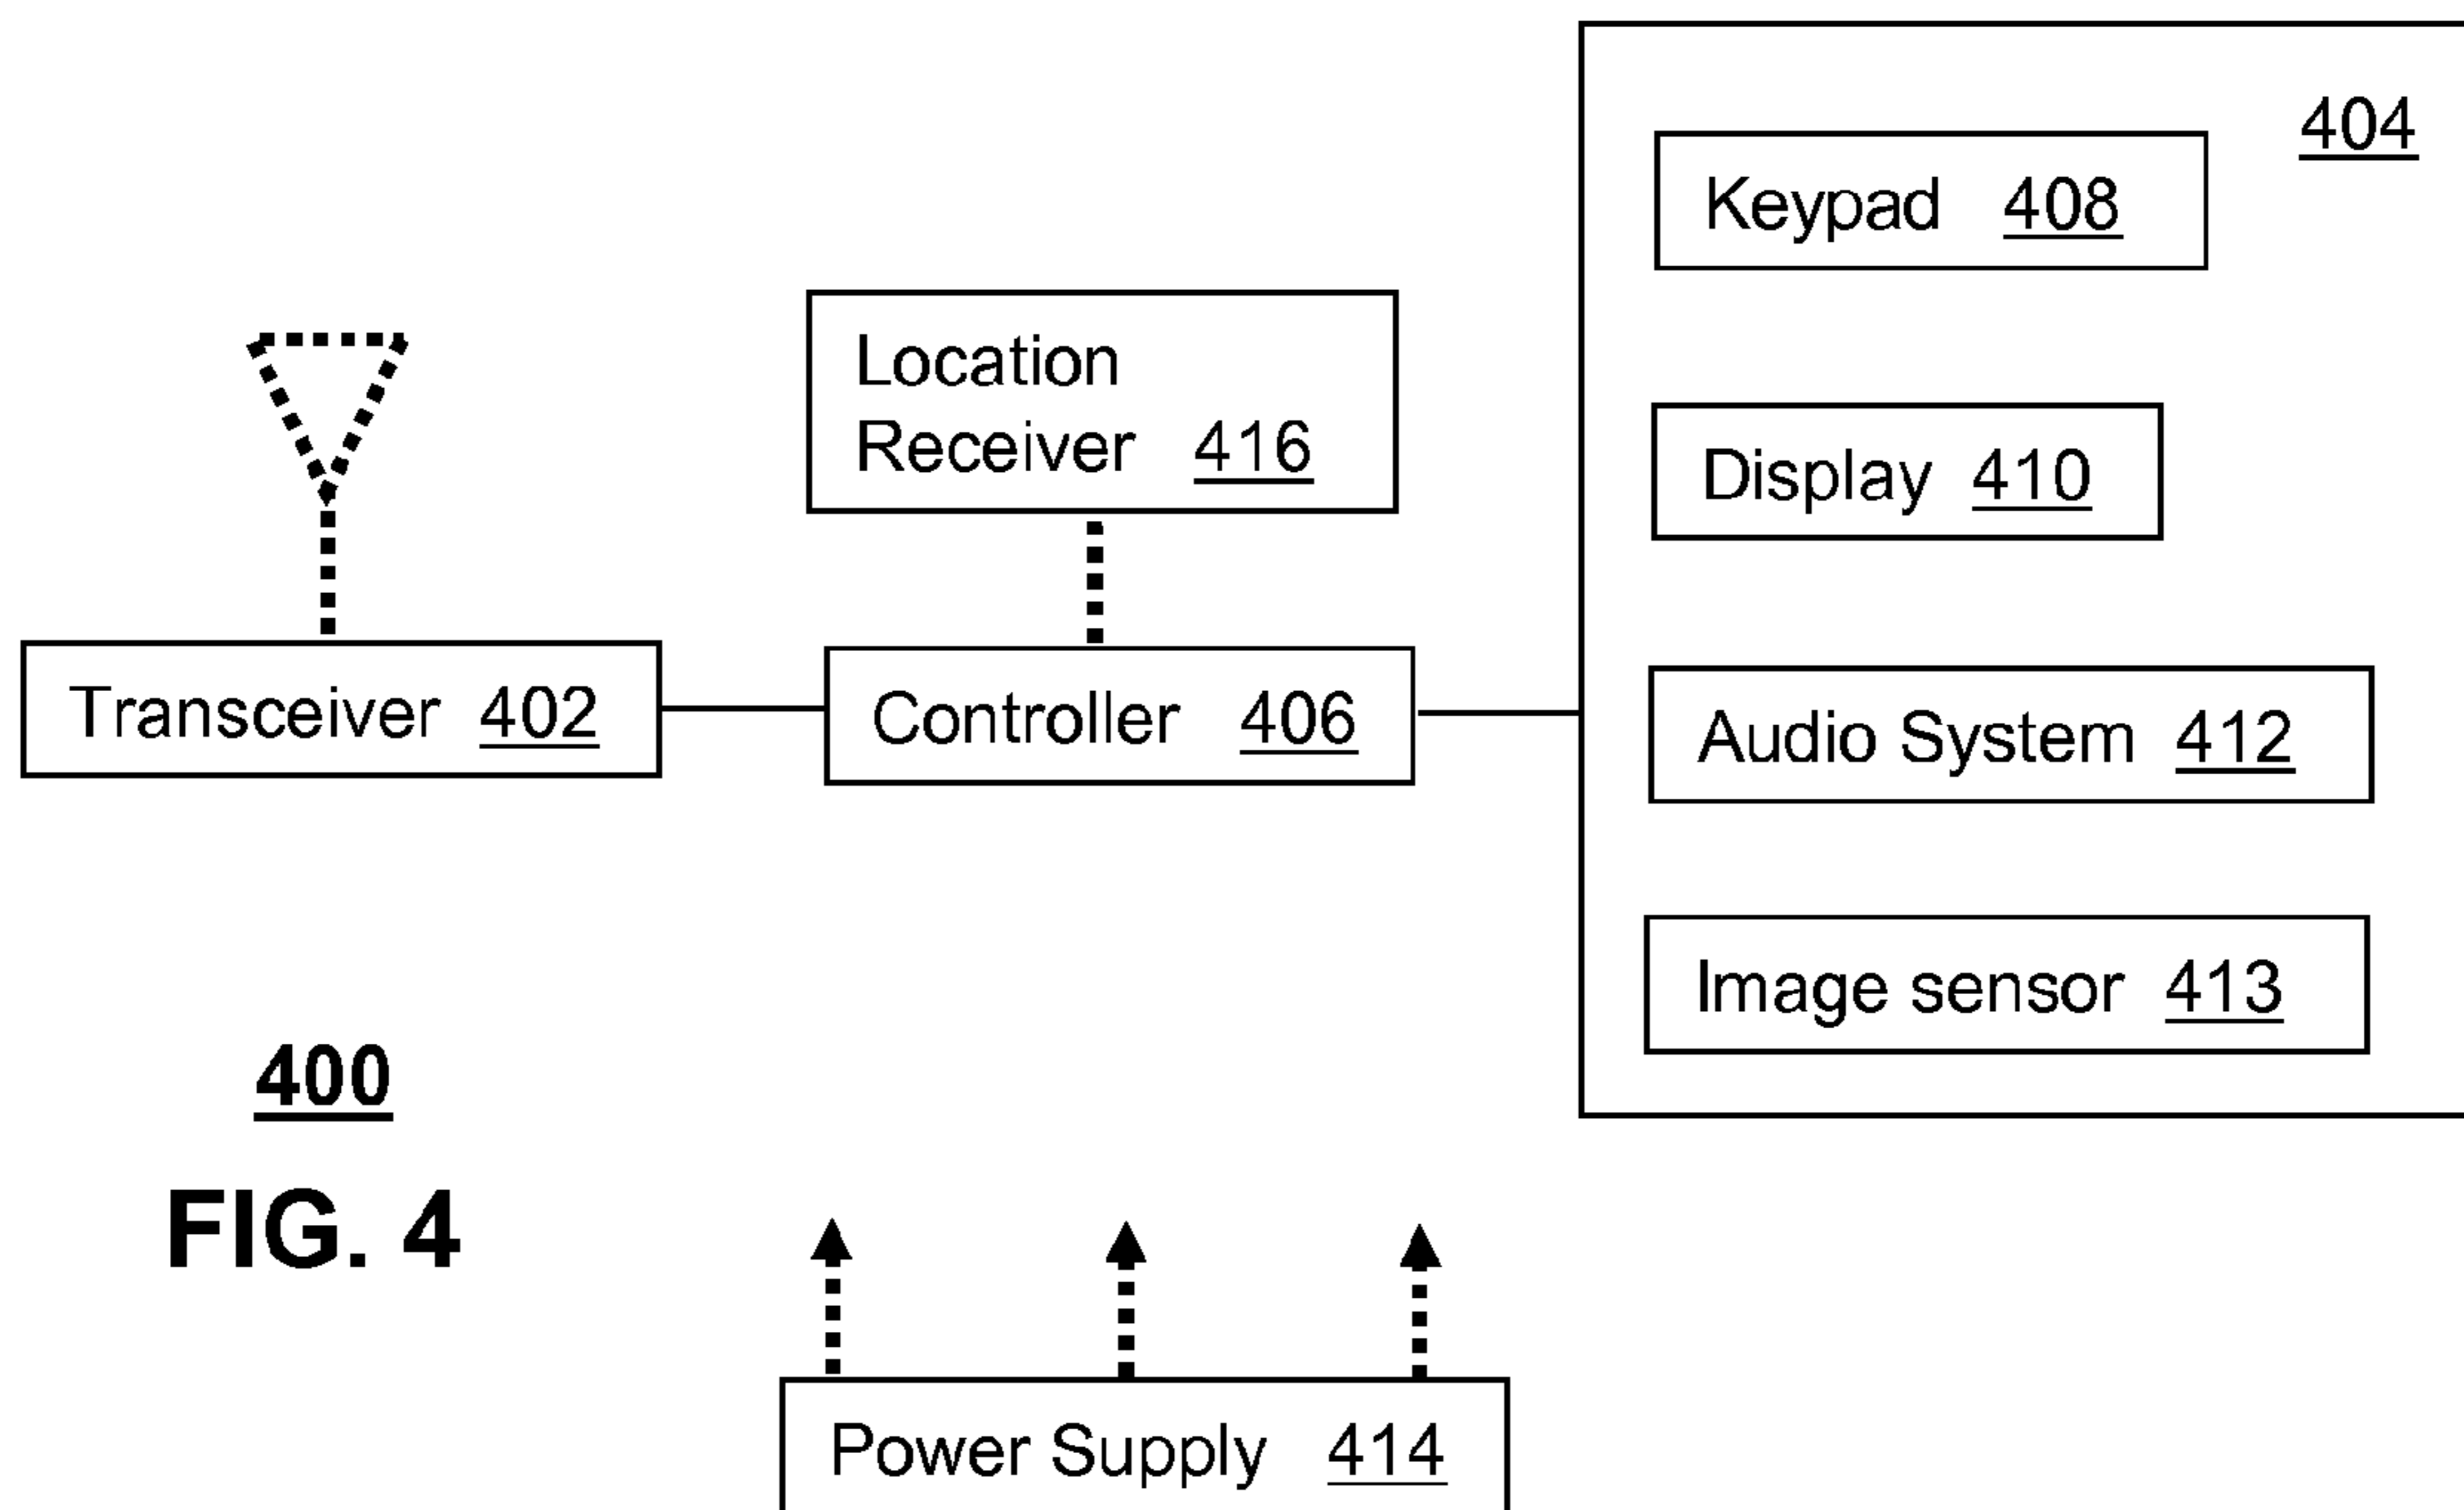 404
Keypad 408
Location
Receiver 416
Display 410
Transceiver 402
Controller 406
Audio System 412
Image sensor 413
400
FIG. 4
Power Supply 414